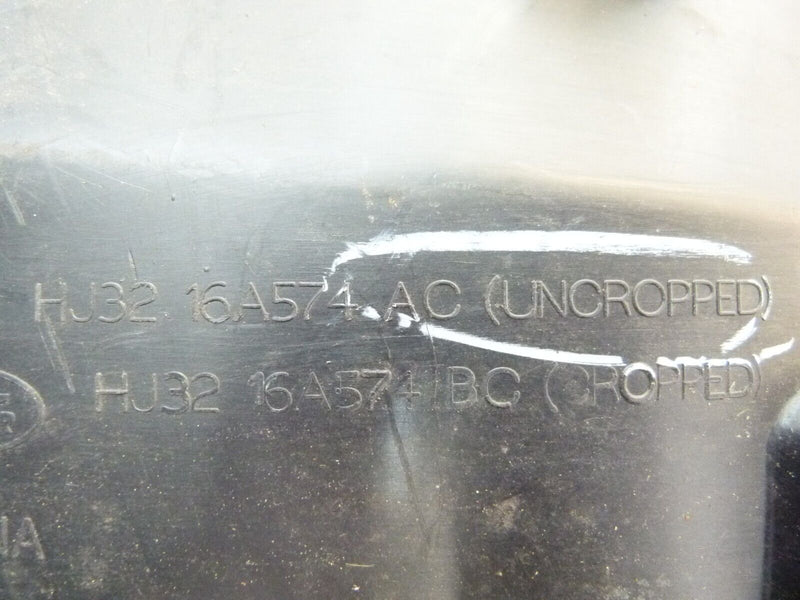 HJ32 16A574 AC (UNCROPPED)
HJ32 16A574 BC (CROPPED)